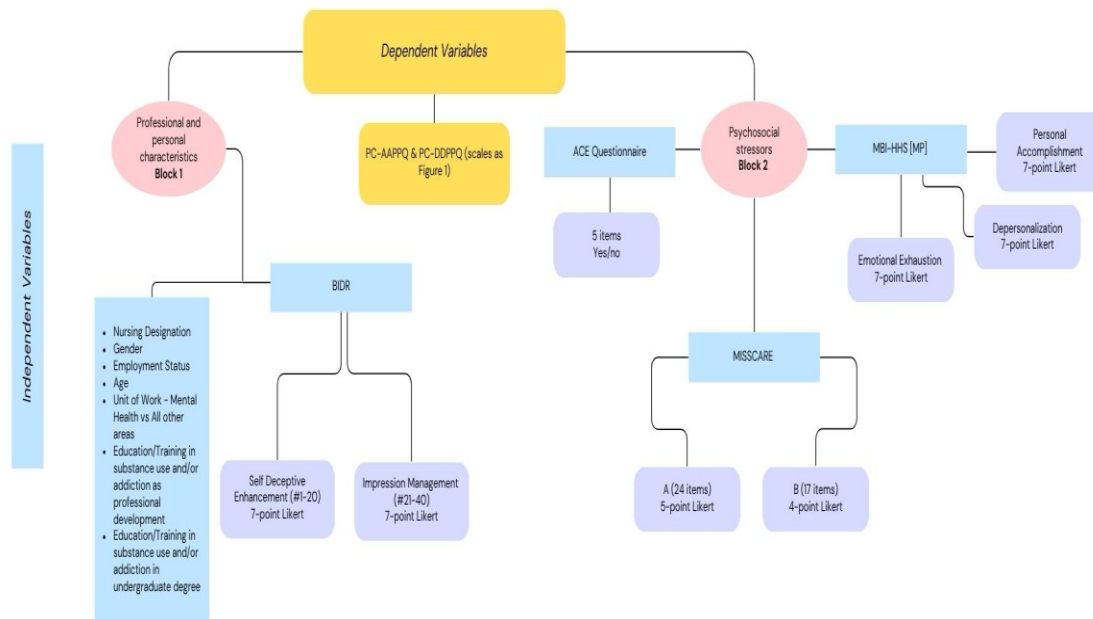 Dependent Variables
Professional and
personal
characteristics
Block 1
PC-AAPPQ & PC-DDPPQ (scales as
Figure 1)
ACE Questionnaire
Psychosocial
stressors
Block 2
MBI-HHS [MP]
Personal
Accomplishment
7-point Likert
5 items
Yes/no
Emotional Exhaustion
7-point Likert
Depersonalization
7-point Likert
Independent Variables
BIDR
• Nursing Designation
• Gender
• Employment Status
• Age
• Unit of Work - Mental
Health vs All other
areas
• Education/Training in
substance use and/or
addiction as
professional
development
• Education/Training in
substance use and/or
addiction in
undergraduate degree
MISSCARE
Self Deceptive
Enhancement (#1-20)
7-point Likert
Impression Management
(#21-40)
7-point Likert
A (24 items)
5-point Likert
B (17 items)
4-point Likert